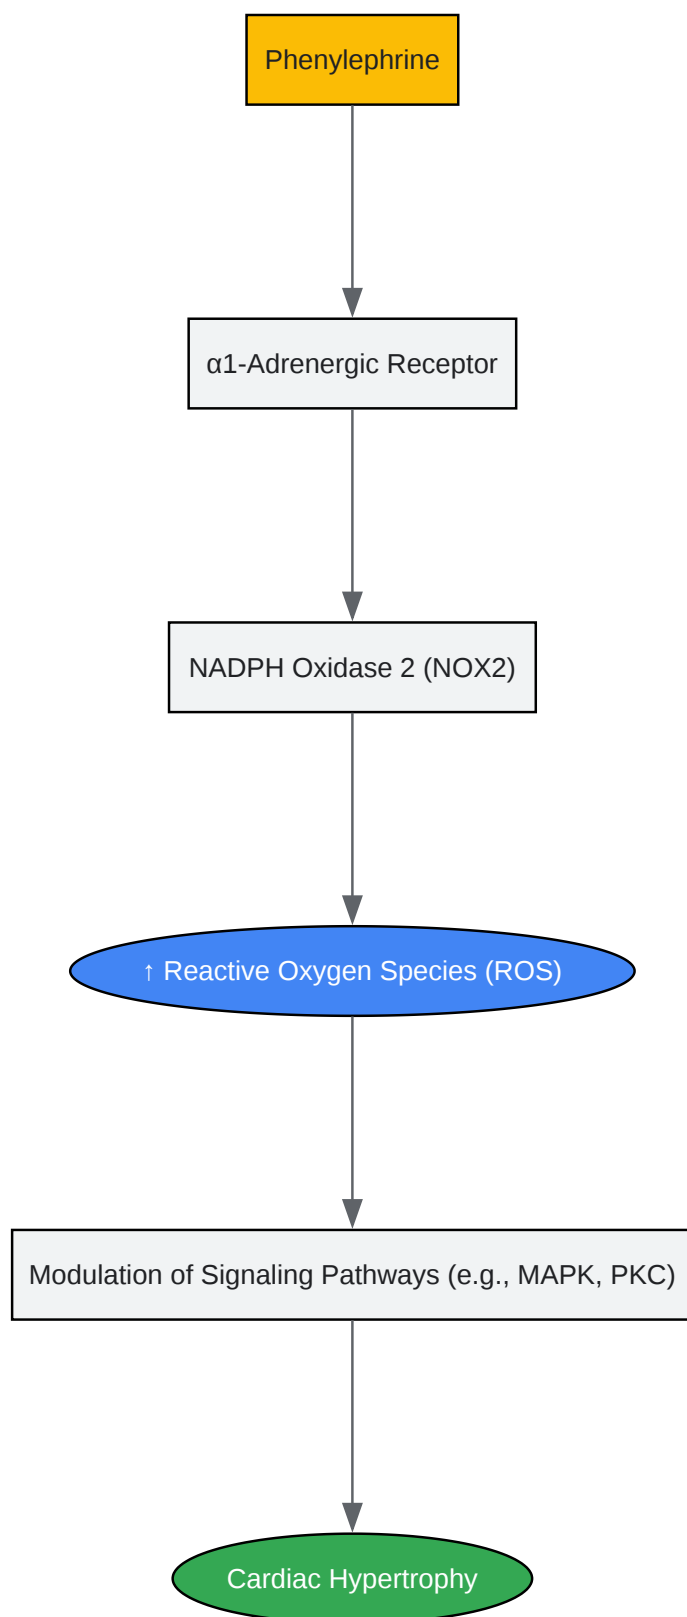 Phenylephrine
α1-Adrenergic Receptor
NADPH Oxidase 2 (NOX2)
↑ Reactive Oxygen Species (ROS)
Modulation of Signaling Pathways (e.g., MAPK, PKC)
Cardiac Hypertrophy